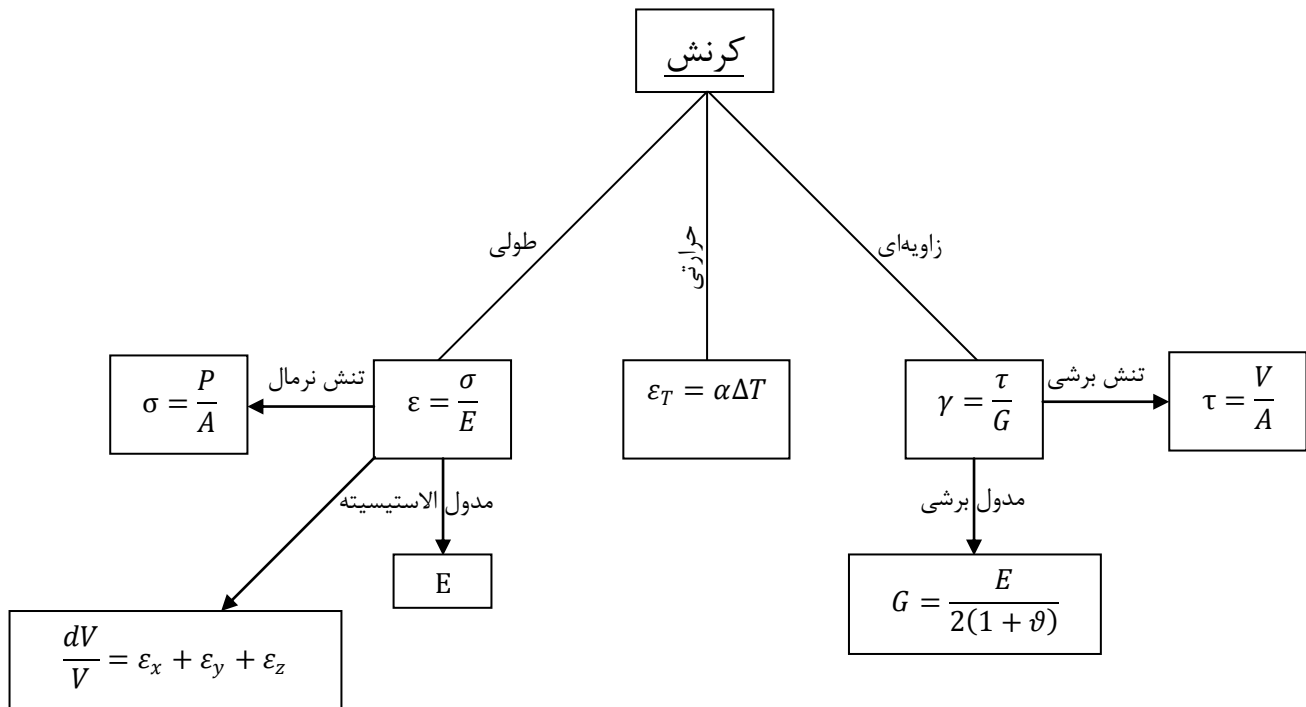 کرنش
طولی
حرارتی
زاویه‌ای
σ = P/A
تنش نرمال
ε = σ/E
ε_T = αΔT
γ = τ/G
تنش برشی
τ = V/A
مدول الاستیسیته
مدول برشی
E
G = E/2(1 + ϑ)
dV/V = ε_x + ε_y + ε_z